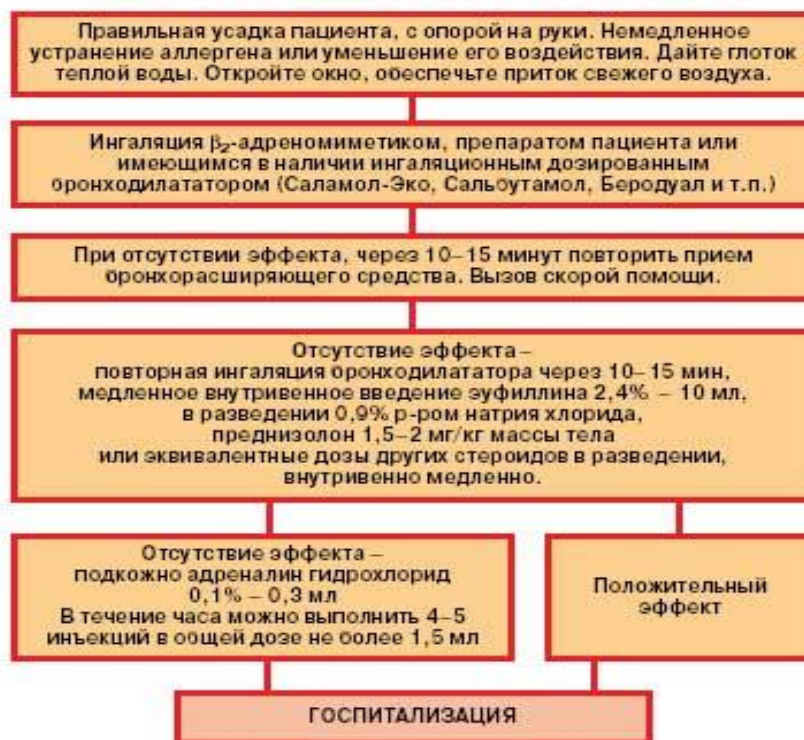 Правильная усадка пациента, с опорой на руки. Немедленное
устранение аллергена или уменьшение его воздействия. Дайте глоток
теплой воды. Откройте окно, обеспечьте приток свежего воздуха.
Ингаляция β₂-адреномиметиком, препаратом пациента или
имеющимся в наличии ингаляционным дозированным
бронходилататором (Саламол-Эко, Сальбутамол, Беродуал и т.п.)
При отсутствии эффекта, через 10–15 минут повторить прием
бронхорасширяющего средства. Вызов скорой помощи.
Отсутствие эффекта –
повторная ингаляция бронходилататора через 10–15 мин,
медленное внутривенное введение эуфиллина 2,4% – 10 мл,
в разведении 0,9% р-ром натрия хлорида,
преднизолон 1,5–2 мг/кг массы тела
или эквивалентные дозы других стероидов в разведении,
внутривенно медленно.
Отсутствие эффекта –
подкожно адреналин гидрохлорид
0,1% – 0,3 мл
В течение часа можно выполнить 4–5
инъекций в общей дозе не более 1,5 мл
Положительный
эффект
ГОСПИТАЛИЗАЦИЯ